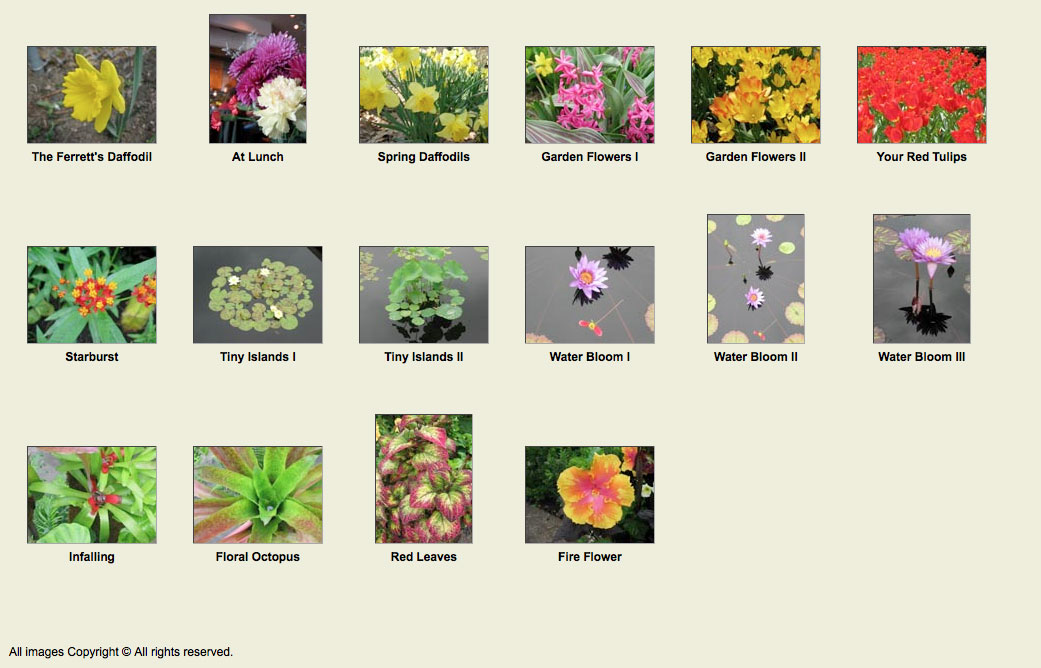 The Ferrett's Daffodil
At Lunch
Spring Daffodils
Garden Flowers I
Garden Flowers II
Your Red Tulips
Starburst
Tiny Islands I
Tiny Islands II
Water Bloom I
Water Bloom II
Water Bloom III
Infalling
Floral Octopus
Red Leaves
Fire Flower
All images Copyright © All rights reserved.